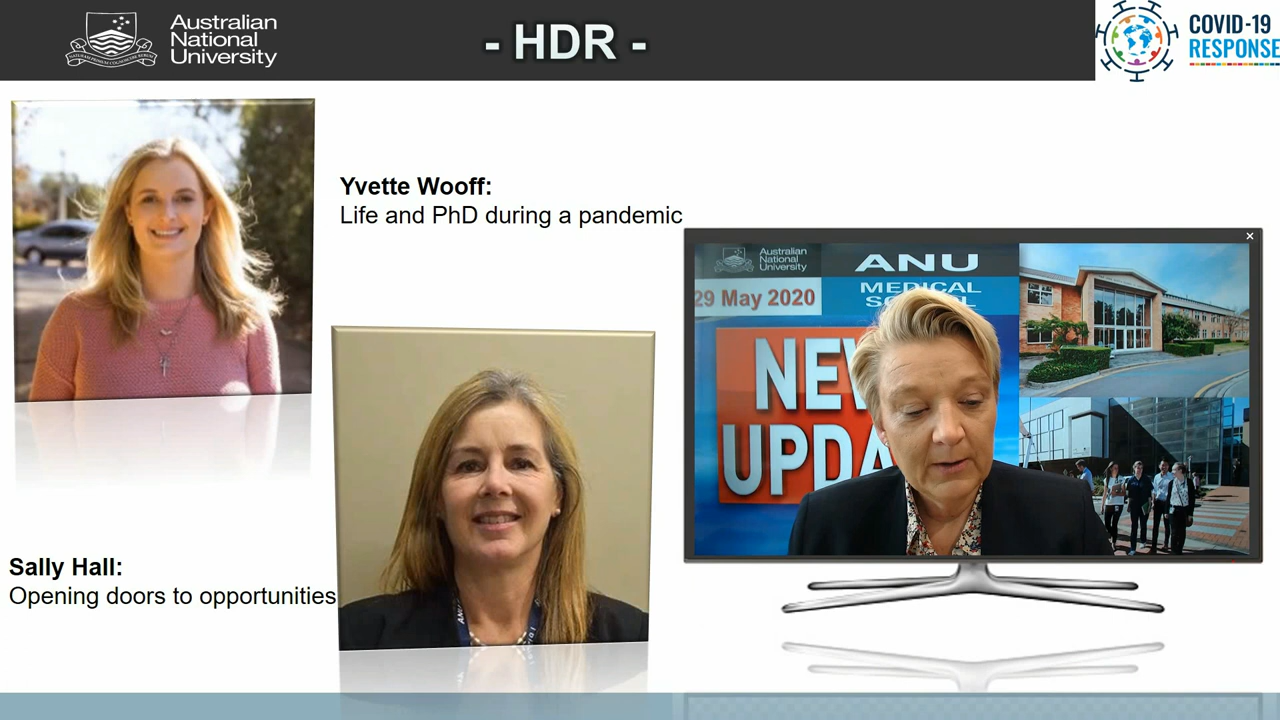 Australian
National
University
- HDR -
COVID-19
RESPONSE
Yvette Wooff:
Life and PhD during a pandemic
Australian
National
University
ANU
MEDICAL
29 May 2020
NEW
UPDA
Sally Hall:
Opening doors to opportunities